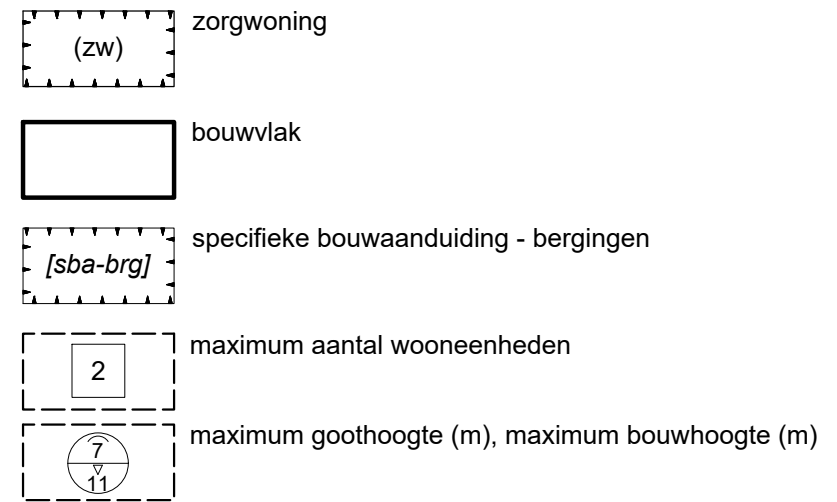 (zw) zorgwoning
bouwvlak
[sba-brg] specifieke bouwaanduiding - bergingen
2 maximum aantal wooneenheden
7
11
maximum goothoogte (m), maximum bouwhoogte (m)